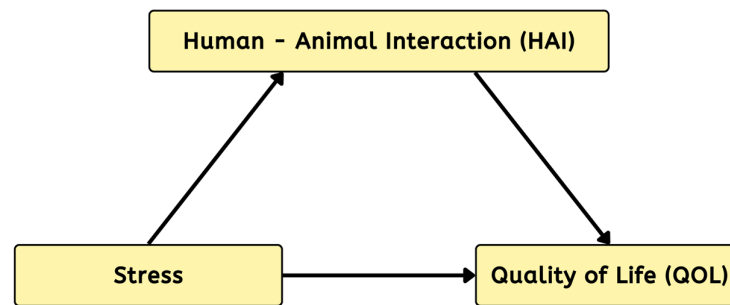 Human - Animal Interaction (HAI)
Stress
Quality of Life (QOL)